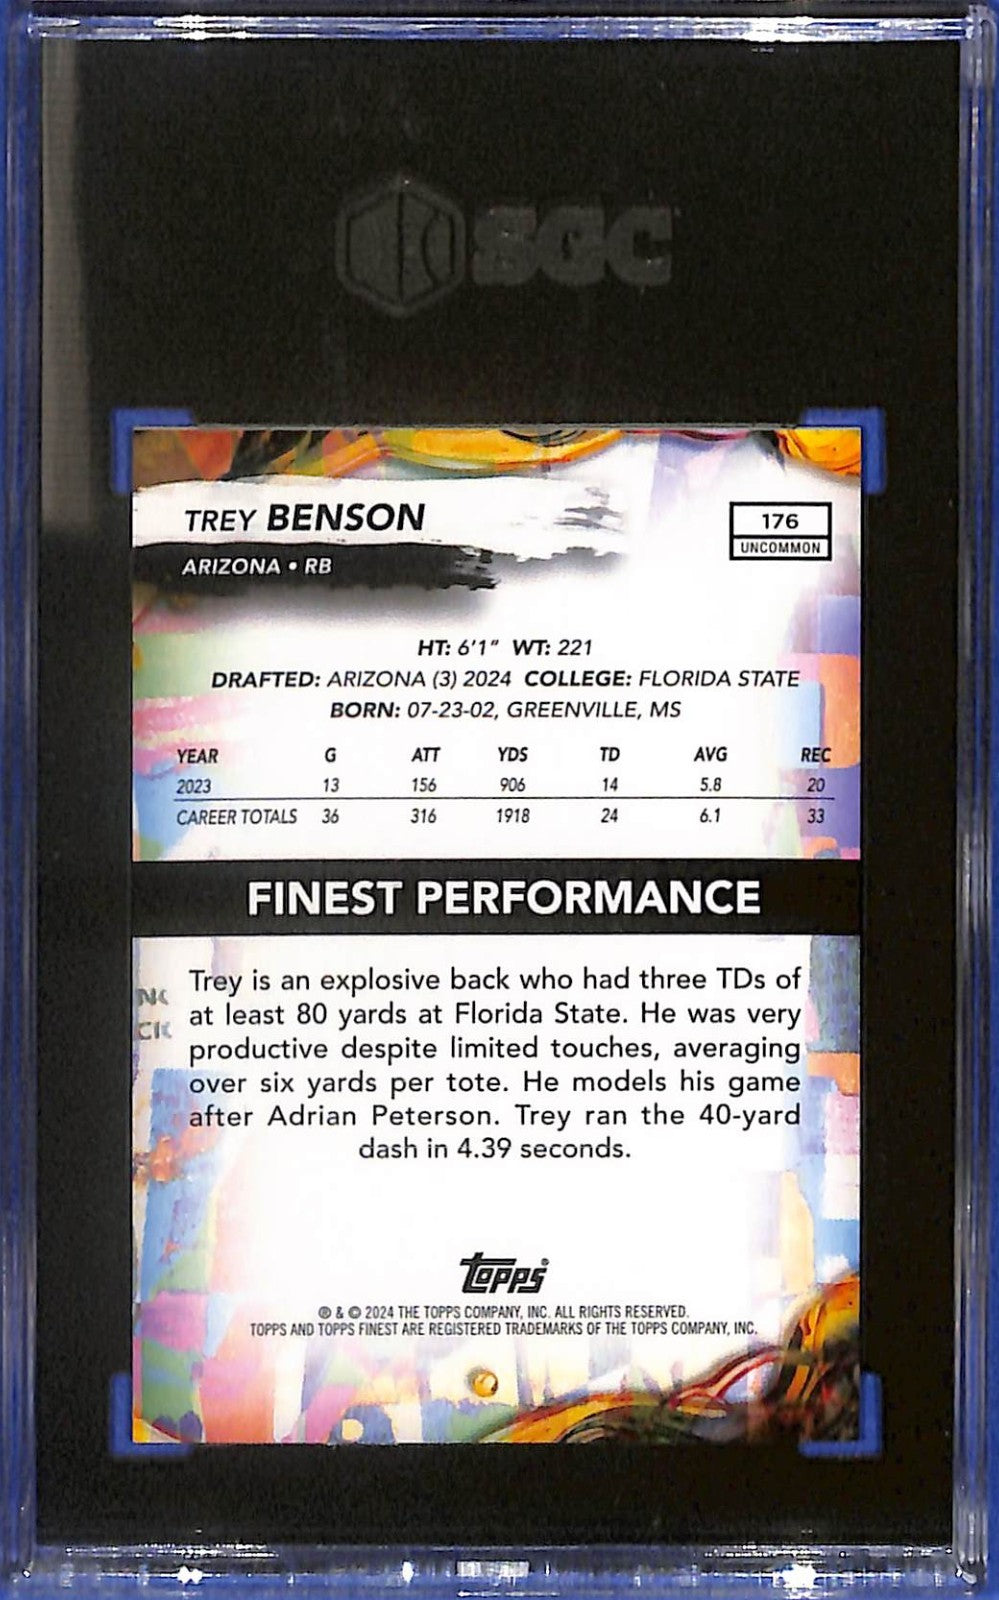 SGC
TREY BENSON
176
UNCOMMON
ARIZONA • RB
HT: 6'1" WT: 221
DRAFTED: ARIZONA (3) 2024 COLLEGE: FLORIDA STATE
BORN: 07-23-02, GREENVILLE, MS
YEAR G ATT YDS TD AVG REC
2023 13 156 906 14 5.8 20
CAREER TOTALS 36 316 1918 24 6.1 33
FINEST PERFORMANCE
Trey is an explosive back who had three TDs of
at least 80 yards at Florida State. He was very
productive despite limited touches, averaging
over six yards per tote. He models his game
after Adrian Peterson. Trey ran the 40-yard
dash in 4.39 seconds.
Topps®
® & © 2024 THE TOPPS COMPANY, INC. ALL RIGHTS RESERVED.
TOPPS AND TOPPS FINEST ARE REGISTERED TRADEMARKS OF THE TOPPS COMPANY, INC.